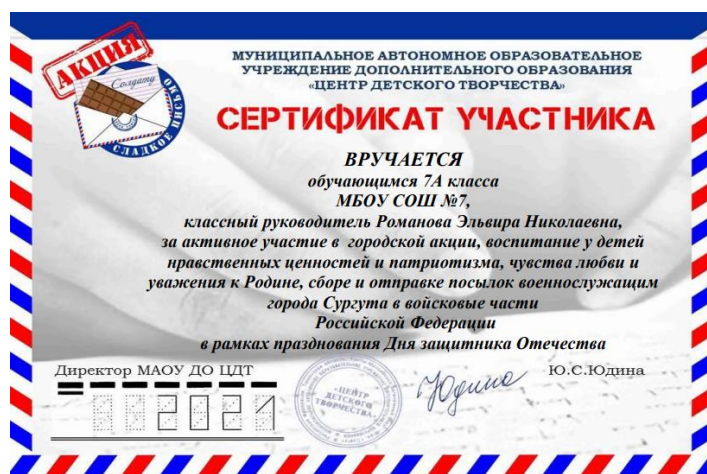 АКЦИЯ
Солдату
СЛАДКОЕ ПИСЬМО
МУНИЦИПАЛЬНОЕ АВТОНОМНОЕ ОБРАЗОВАТЕЛЬНОЕ
УЧРЕЖДЕНИЕ ДОПОЛНИТЕЛЬНОГО ОБРАЗОВАНИЯ
«ЦЕНТР ДЕТСКОГО ТВОРЧЕСТВА»
СЕРТИФИКАТ УЧАСТНИКА
ВРУЧАЕТСЯ
обучающимся 7А класса
МБОУ СОШ №7,
классный руководитель Романова Эльвира Николаевна,
за активное участие в городской акции, воспитание у детей
нравственных ценностей и патриотизма, чувства любви и
уважения к Родине, сборе и отправке посылок военнослужащим
города Сургута в войсковые части
Российской Федерации
в рамках празднования Дня защитника Отечества
Директор МАОУ ДО ЦДТ
Ю.С.Юдина
«ЦЕНТР
ДЕТСКОГО
ТВОРЧЕСТВА»
Юдина
2021